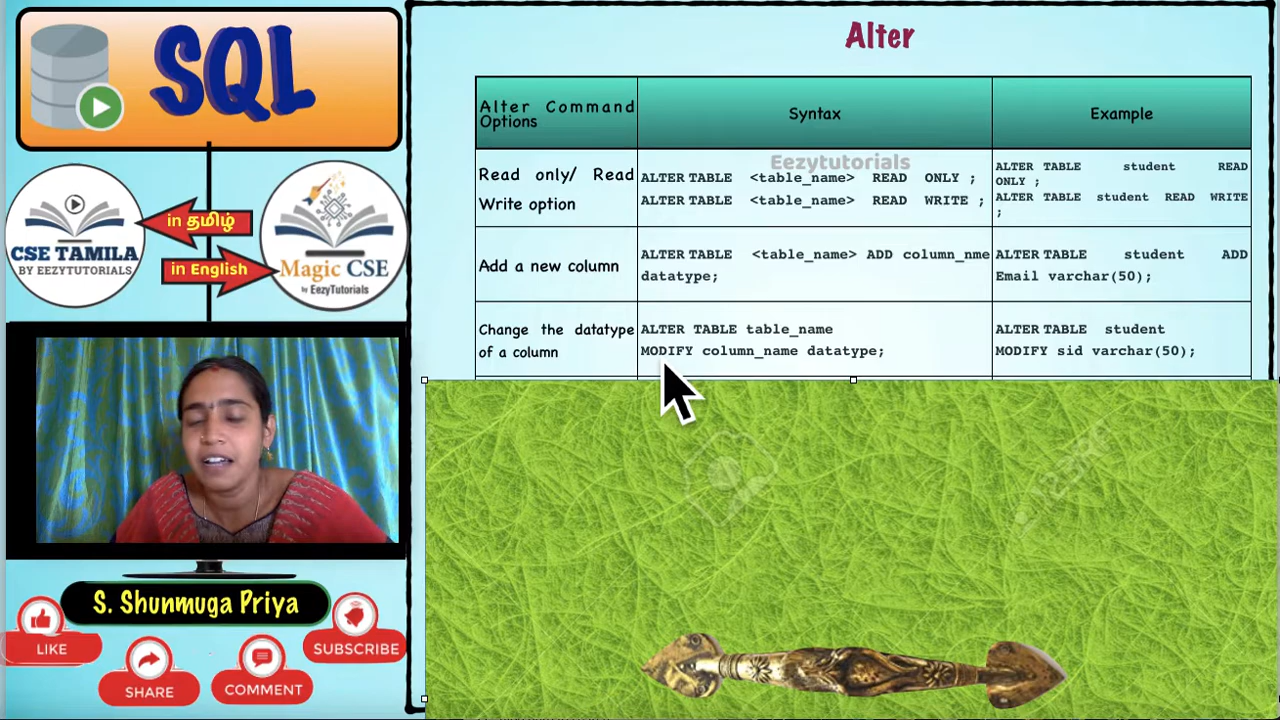 SQL
CSE TAMILA
BY EEZYTUTORIALS
in தமிழ்
in English
Magic CSE
by EezyTutorials
S. Shunmuga Priya
LIKE
SHARE
COMMENT
SUBSCRIBE
Alter
Alter Command Options
Syntax
Example
Eezytutorials
Read only/ Read
Write option
ALTER TABLE <table_name> READ ONLY ;
ALTER TABLE <table_name> READ WRITE ;
ALTER TABLE student READ
ONLY ;
ALTER TABLE student READ WRITE
;
Add a new column
ALTER TABLE <table_name> ADD column_nme
datatype;
ALTER TABLE student ADD
Email varchar(50);
Change the datatype
of a column
ALTER TABLE table_name
MODIFY column_name datatype;
ALTER TABLE student
MODIFY sid varchar(50);